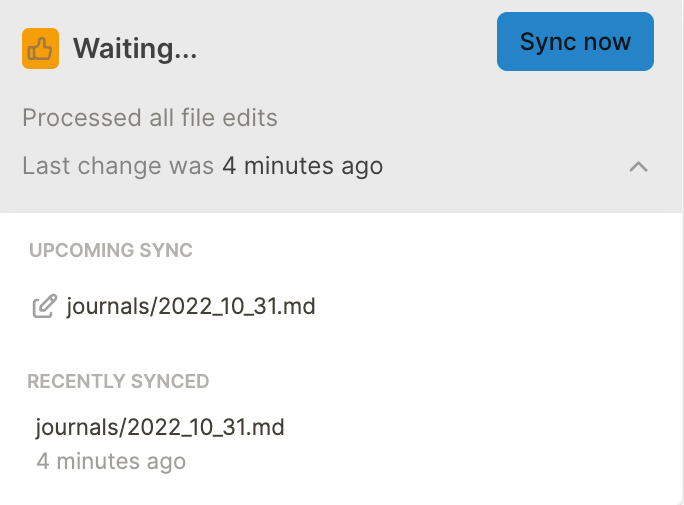 Waiting...
Sync now
Processed all file edits
Last change was 4 minutes ago
UPCOMING SYNC
journals/2022_10_31.md
RECENTLY SYNCED
journals/2022_10_31.md
4 minutes ago